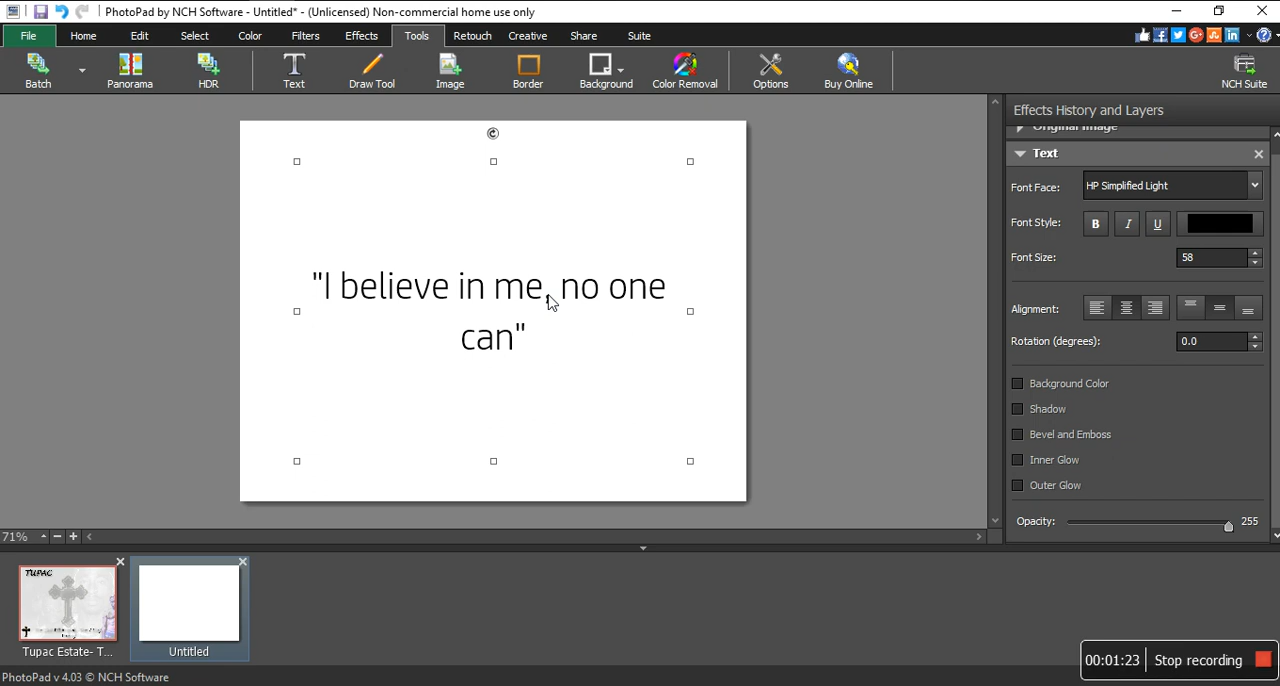 PhotoPad by NCH Software - Untitled* - (Unlicensed) Non-commercial home use only
File Home Edit Select Color Filters Effects Tools Retouch Creative Share Suite
Batch Panorama HDR Text Draw Tool Image Border Background Color Removal Options Buy Online NCH Suite
Effects History and Layers
Original Image
Text
Font Face: HP Simplified Light
Font Style: B I U
Font Size: 58
Alignment:
Rotation (degrees): 0.0
Background Color
Shadow
Bevel and Emboss
Inner Glow
Outer Glow
Opacity: 255
"I believe in me, no one
can"
71%
TUPAC
Tupac Estate- T...
Untitled
00:01:23 Stop recording
PhotoPad v 4.03 © NCH Software